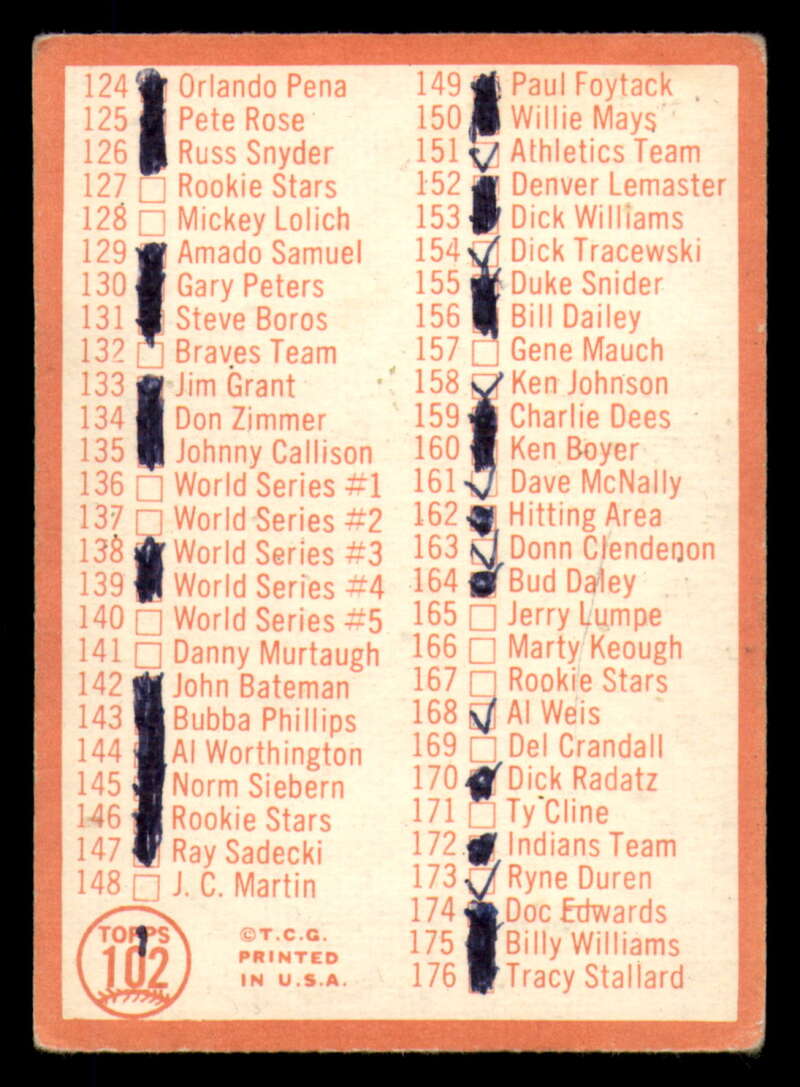 124 Orlando Pena
125 Pete Rose
126 Russ Snyder
127 Rookie Stars
128 Mickey Lolich
129 Amado Samuel
130 Gary Peters
131 Steve Boros
132 Braves Team
133 Jim Grant
134 Don Zimmer
135 Johnny Callison
136 World Series #1
137 World Series #2
138 World Series #3
139 World Series #4
140 World Series #5
141 Danny Murtaugh
142 John Bateman
143 Bubba Phillips
144 Al Worthington
145 Norm Siebern
146 Rookie Stars
147 Ray Sadecki
148 J. C. Martin
TOPPS
102
©T.C.G.
PRINTED
IN U.S.A.
149 Paul Foytack
150 Willie Mays
151 Athletics Team
152 Denver Lemaster
153 Dick Williams
154 Dick Tracewski
155 Duke Snider
156 Bill Dailey
157 Gene Mauch
158 Ken Johnson
159 Charlie Dees
160 Ken Boyer
161 Dave McNally
162 Hitting Area
163 Donn Clendenon
164 Bud Daley
165 Jerry Lumpe
166 Marty Keough
167 Rookie Stars
168 Al Weis
169 Del Crandall
170 Dick Radatz
171 Ty Cline
172 Indians Team
173 Ryne Duren
174 Doc Edwards
175 Billy Williams
176 Tracy Stallard